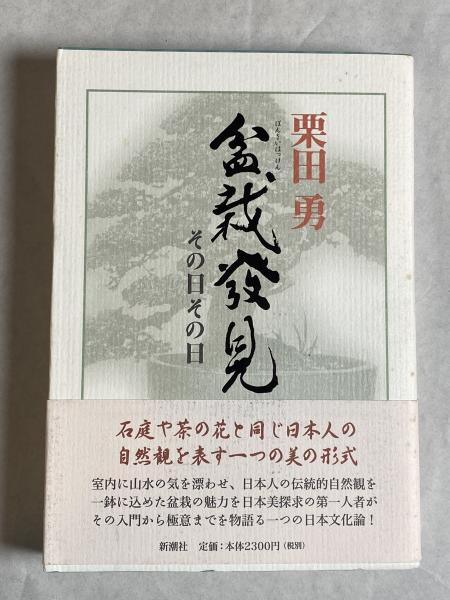 栗田 勇
ぼんさいはっけん
盆栽發見
その日その日
石庭や茶の花と同じ日本人の
自然観を表す一つの美の形式
室内に山水の気を漂わせ、日本人の伝統的自然観を
一鉢に込めた盆栽の魅力を日本美探求の第一人者が
その入門から極意までを物語る一つの日本文化論！
新潮社 定価：本体2300円（税別）